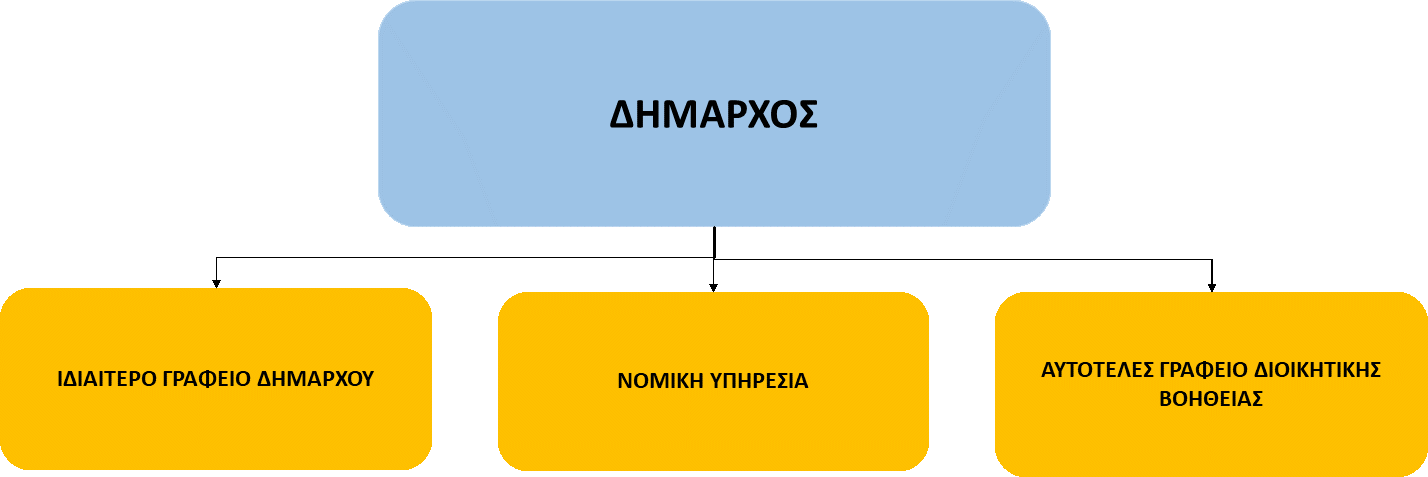 ΔΗΜΑΡΧΟΣ
ΙΔΙΑΙΤΕΡΟ ΓΡΑΦΕΙΟ ΔΗΜΑΡΧΟΥ
ΝΟΜΙΚΗ ΥΠΗΡΕΣΙΑ
ΑΥΤΟΤΕΛΕΣ ΓΡΑΦΕΙΟ ΔΙΟΙΚΗΤΙΚΗΣ
ΒΟΗΘΕΙΑΣ